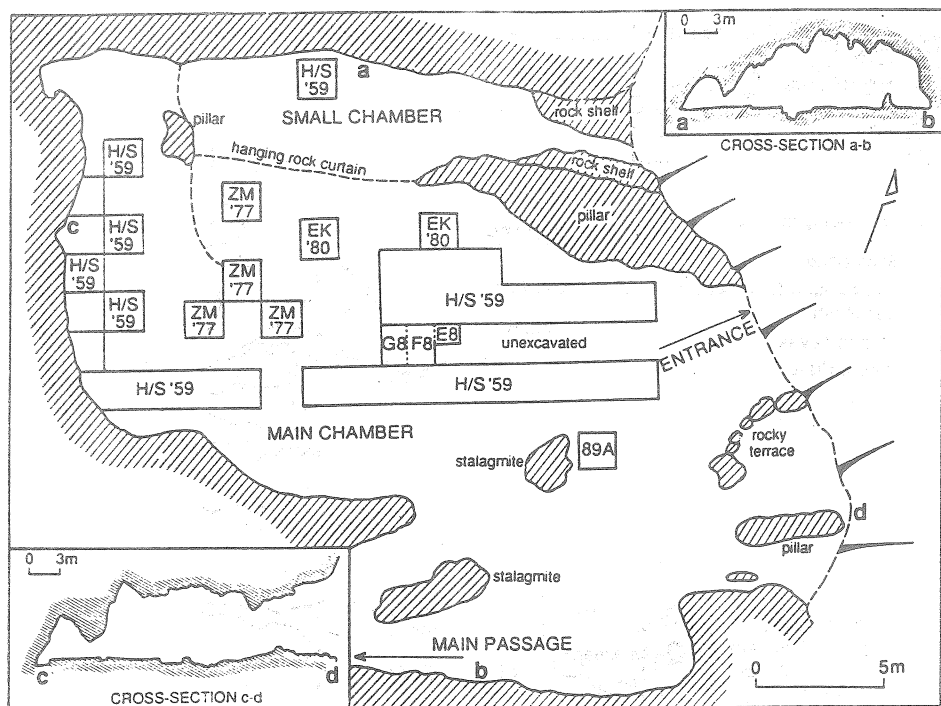 0 3m
a
b
CROSS-SECTION a-b
H/S
'59
a
SMALL CHAMBER
rock shelf
pillar
hanging rock curtain
rock shelf
pillar
H/S
'59
ZM
'77
c
H/S
'59
EK
'80
EK
'80
H/S
'59
ZM
'77
H/S
'59
H/S '59
ZM
'77
ZM
'77
G8
F8
E8
unexcavated
ENTRANCE
H/S '59
H/S '59
MAIN CHAMBER
stalagmite
89A
rocky
terrace
d
pillar
0 3m
c
d
CROSS-SECTION c-d
stalagmite
MAIN PASSAGE
b
0 5m